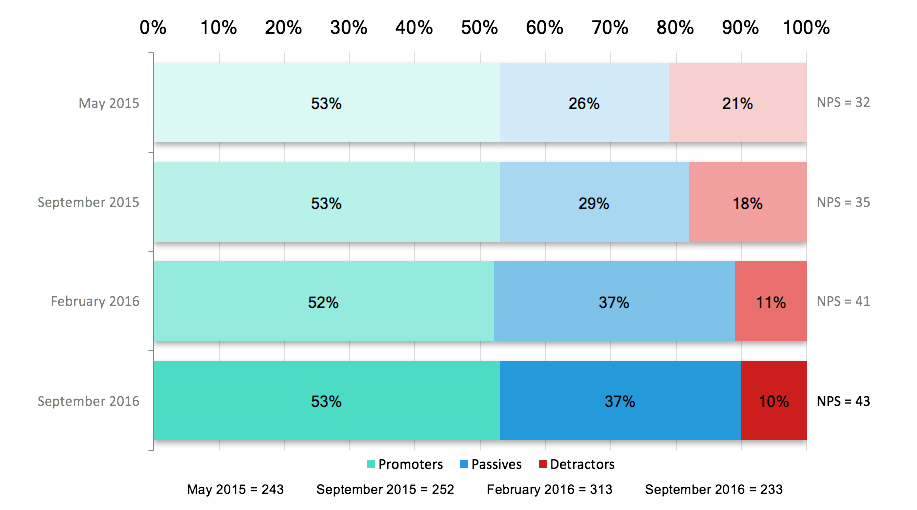 0% 10% 20% 30% 40% 50% 60% 70% 80% 90% 100%
May 2015 53% 26% 21% NPS = 32
September 2015 53% 29% 18% NPS = 35
February 2016 52% 37% 11% NPS = 41
September 2016 53% 37% 10% NPS = 43
Promoters Passives Detractors
May 2015 = 243 September 2015 = 252 February 2016 = 313 September 2016 = 233